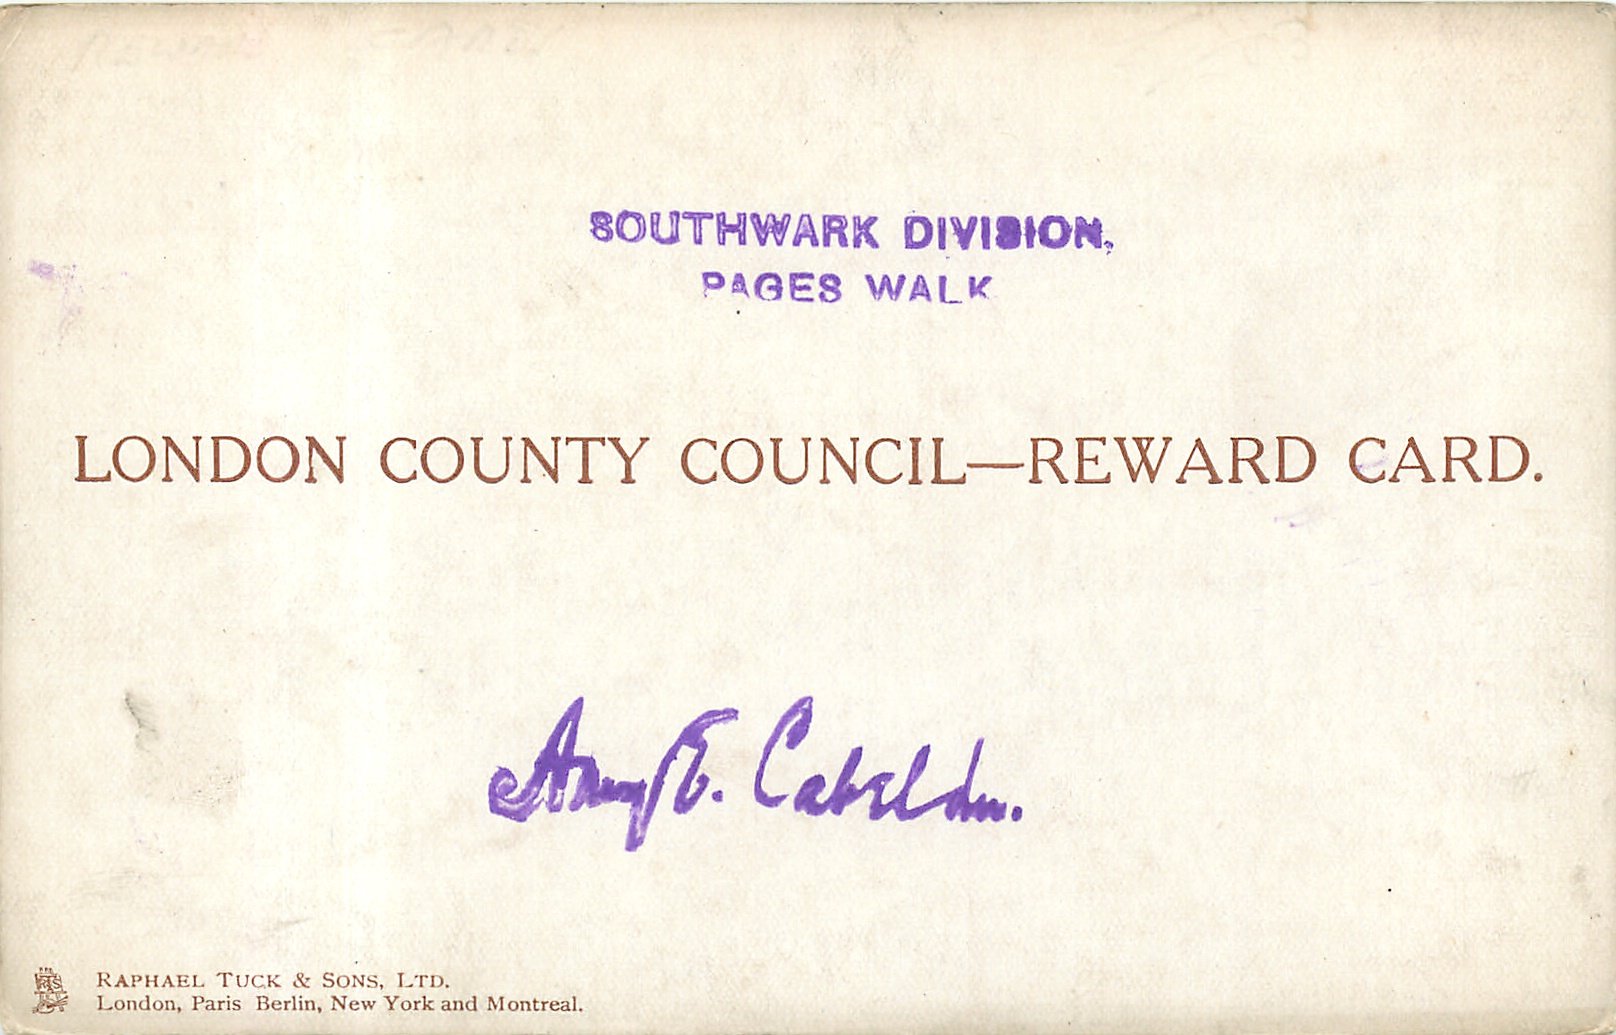 SOUTHWARK DIVISION.
PAGES WALK
LONDON COUNTY COUNCIL—REWARD CARD.
Amy E.
RAPHAEL TUCK & SONS, LTD.
London, Paris Berlin, New York and Montreal.